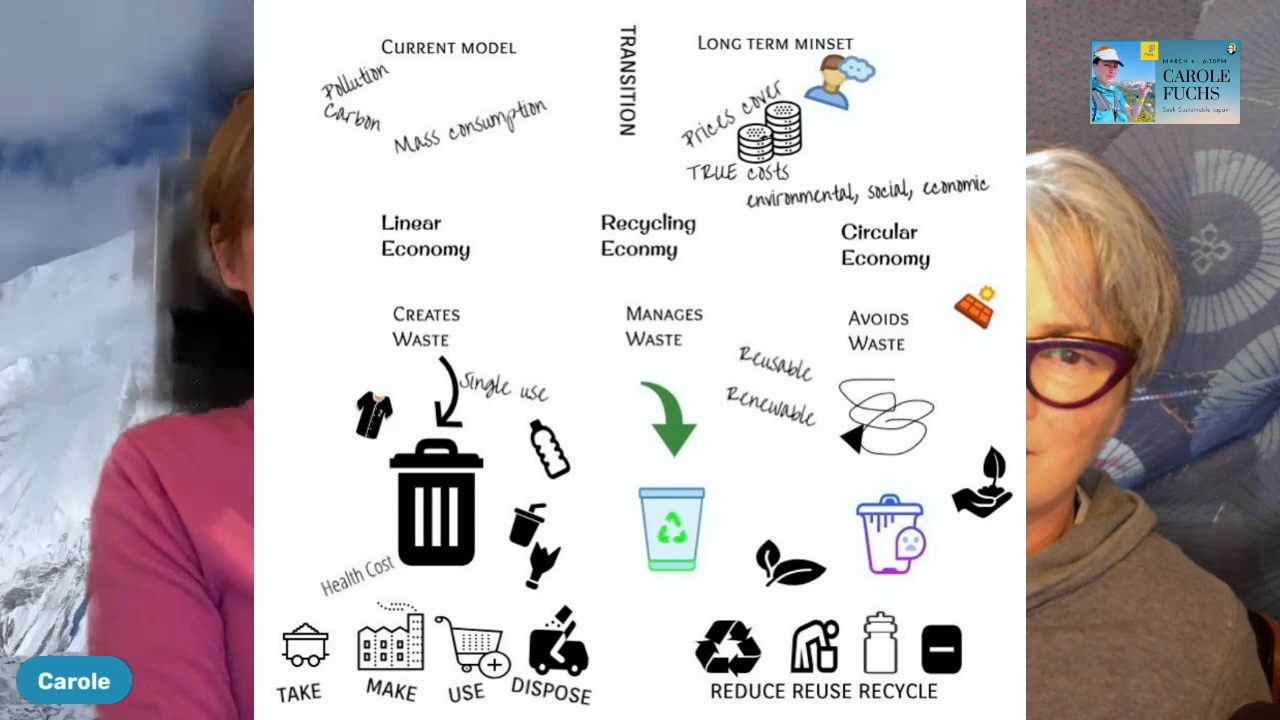 CURRENT MODEL
TRANSITION
LONG TERM MINSET
Pollution
Carbon
Mass consumption
Prices cover
TRUE costs
environmental, social, economic
Linear
Economy
Recycling
Econmy
Circular
Economy
CREATES
WASTE
MANAGES
WASTE
AVOIDS
WASTE
Single use
Reusable
Renewable
Health Cost
TAKE
MAKE
USE
DISPOSE
REDUCE REUSE RECYCLE
MARCH 4 - 6:30PM
CAROLE
FUCHS
Seek Sustainable Japan
Carole